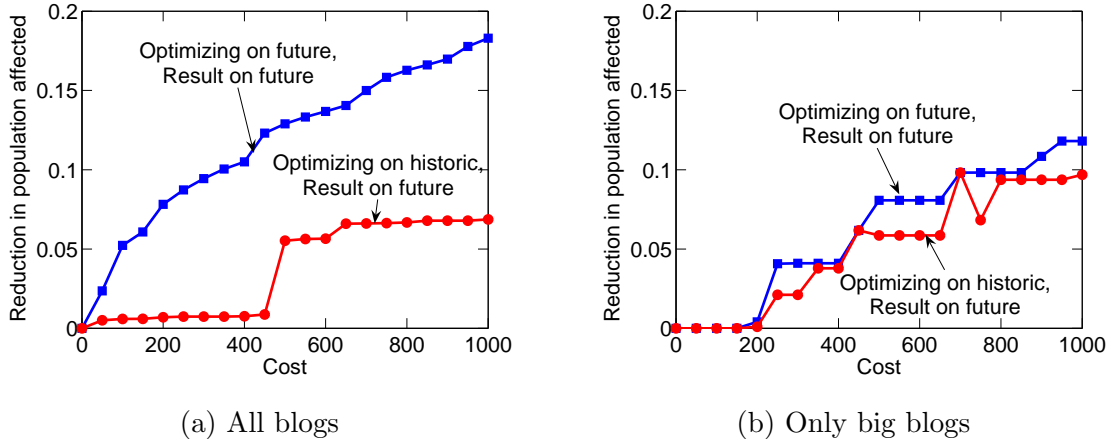 Reduction in population affected
0.2
0.15
0.1
0.05
0
Optimizing on future,
Result on future
Optimizing on historic,
Result on future
0 200 400 600 800 1000
Cost
(a) All blogs
Reduction in population affected
0.2
0.15
0.1
0.05
0
Optimizing on future,
Result on future
Optimizing on historic,
Result on future
0 200 400 600 800 1000
Cost
(b) Only big blogs